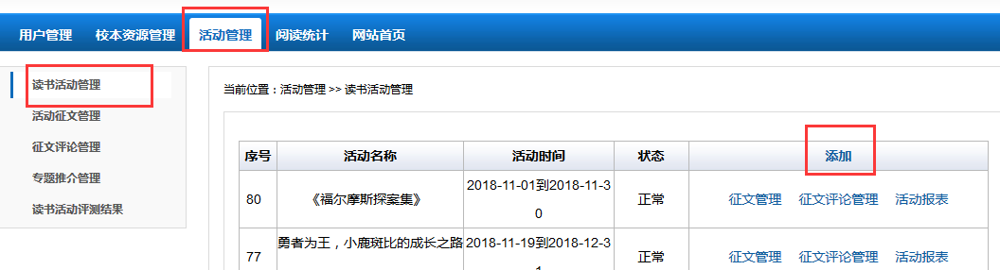 用户管理 校本资源管理 活动管理 阅读统计 网站首页
读书活动管理
活动征文管理
征文评论管理
专题推介管理
读书活动评测结果
当前位置：活动管理 >> 读书活动管理
序号 活动名称 活动时间 状态 添加
80 《福尔摩斯探案集》 2018-11-01到2018-11-3
0 正常 征文管理 征文评论管理 活动报表
勇者为王，小鹿斑比的成长之路 2018-11-19到2018-12-3
77 正常 征文管理 征文评论管理 活动报表